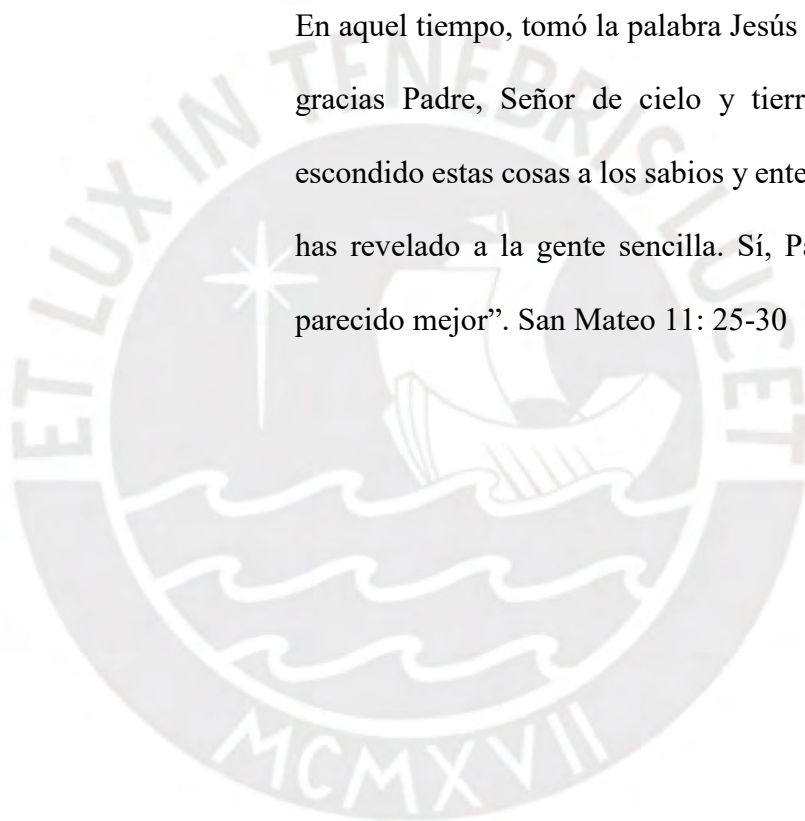 En aquel tiempo, tomó la palabra Jesús
gracias Padre, Señor de cielo y tierr
escondido estas cosas a los sabios y ente
has revelado a la gente sencilla. Sí, Pa
parecido mejor”. San Mateo 11: 25-30
ET LUX IN TENEBRIS LUCET
MCMXVII